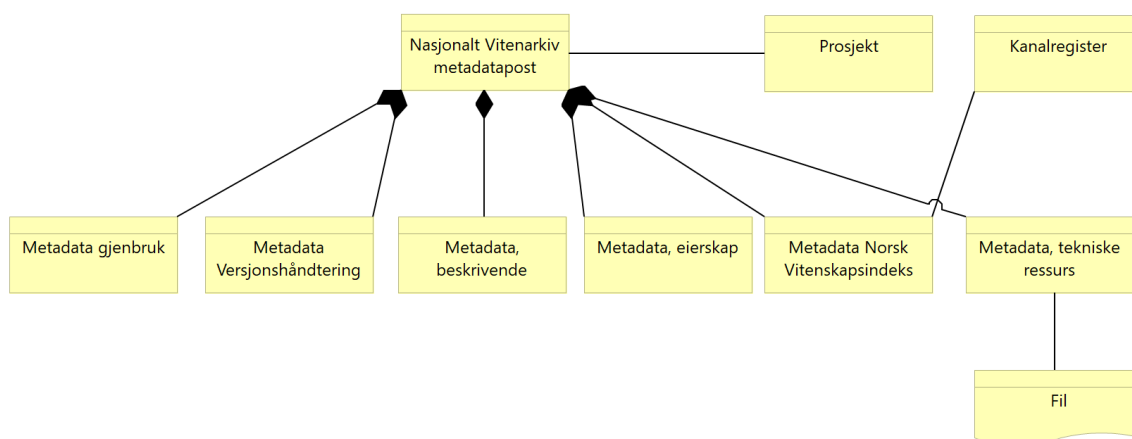 Nasjonalt Vitenarkiv
metadatapost
Prosjekt
Kanalregister
Metadata gjenbruk
Metadata
Versjonshåndtering
Metadata,
beskrivende
Metadata, eierskap
Metadata Norsk
Vitenskapsindeks
Metadata, tekniske
ressurs
Fil